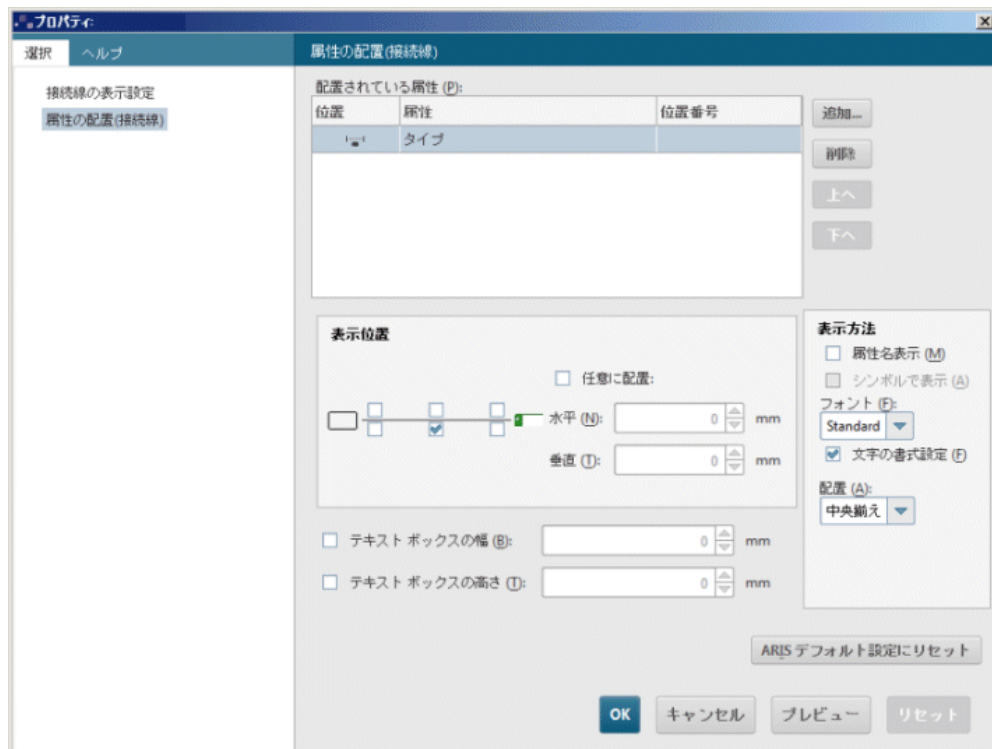 プロパティ:
選択 ヘルプ
属性の配置(接続線)
接続線の表示設定
属性の配置(接続線)
配置されている属性 (P):
位置 属性 位置番号
タイプ
追加...
削除
上へ
下へ
表示位置
任意に配置:
水平 (N): 0 mm
垂直 (T): 0 mm
テキスト ボックスの幅 (B): 0 mm
テキスト ボックスの高さ (T): 0 mm
表示方法
属性名表示 (M)
シンボルで表示 (A)
フォント (F):
Standard
文字の書式設定 (F)
配置 (A):
中央揃え
ARIS デフォルト設定にリセット
OK キャンセル プレビュー リセット